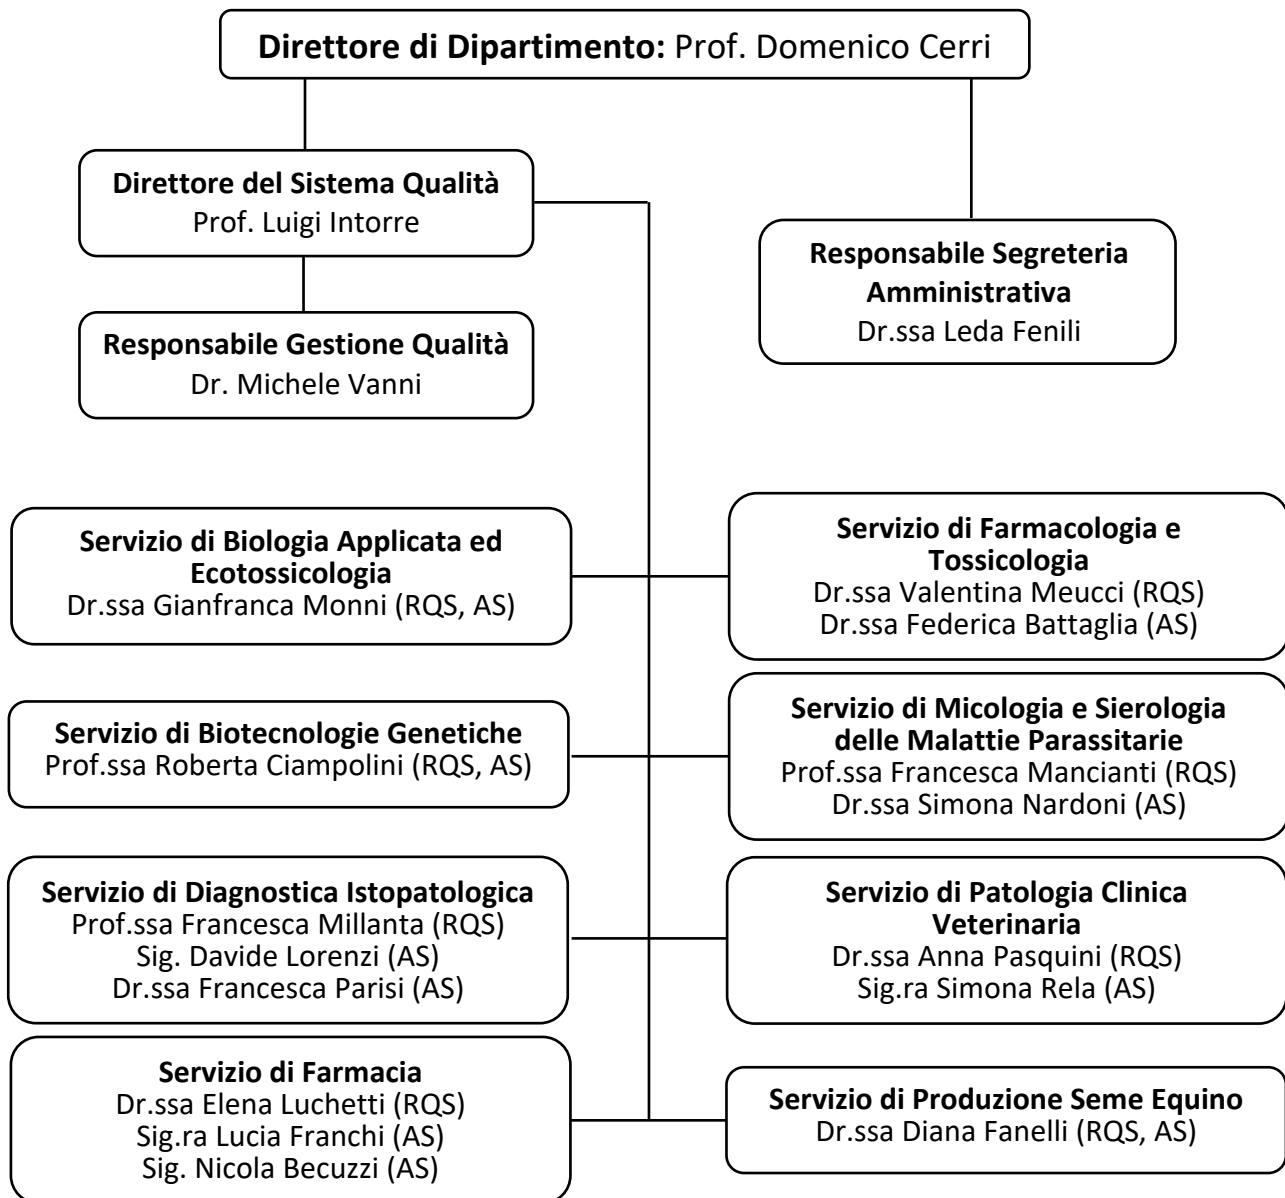 Direttore di Dipartimento: Prof. Domenico Cerri
Direttore del Sistema Qualità
Prof. Luigi Intorre
Responsabile Segreteria
Amministrativa
Dr.ssa Leda Fenili
Responsabile Gestione Qualità
Dr. Michele Vanni
Servizio di Biologia Applicata ed
Ecotossicologia
Dr.ssa Gianfranca Monni (RQS, AS)
Servizio di Farmacologia e
Tossicologia
Dr.ssa Valentina Meucci (RQS)
Dr.ssa Federica Battaglia (AS)
Servizio di Biotecnologie Genetiche
Prof.ssa Roberta Ciampolini (RQS, AS)
Servizio di Micologia e Sierologia
delle Malattie Parassitarie
Prof.ssa Francesca Mancianti (RQS)
Dr.ssa Simona Nardoni (AS)
Servizio di Diagnostica Istopatologica
Prof.ssa Francesca Millanta (RQS)
Sig. Davide Lorenzi (AS)
Dr.ssa Francesca Parisi (AS)
Servizio di Patologia Clinica
Veterinaria
Dr.ssa Anna Pasquini (RQS)
Sig.ra Simona Rela (AS)
Servizio di Farmacia
Dr.ssa Elena Luchetti (RQS)
Sig.ra Lucia Franchi (AS)
Sig. Nicola Becuzzi (AS)
Servizio di Produzione Seme Equino
Dr.ssa Diana Fanelli (RQS, AS)